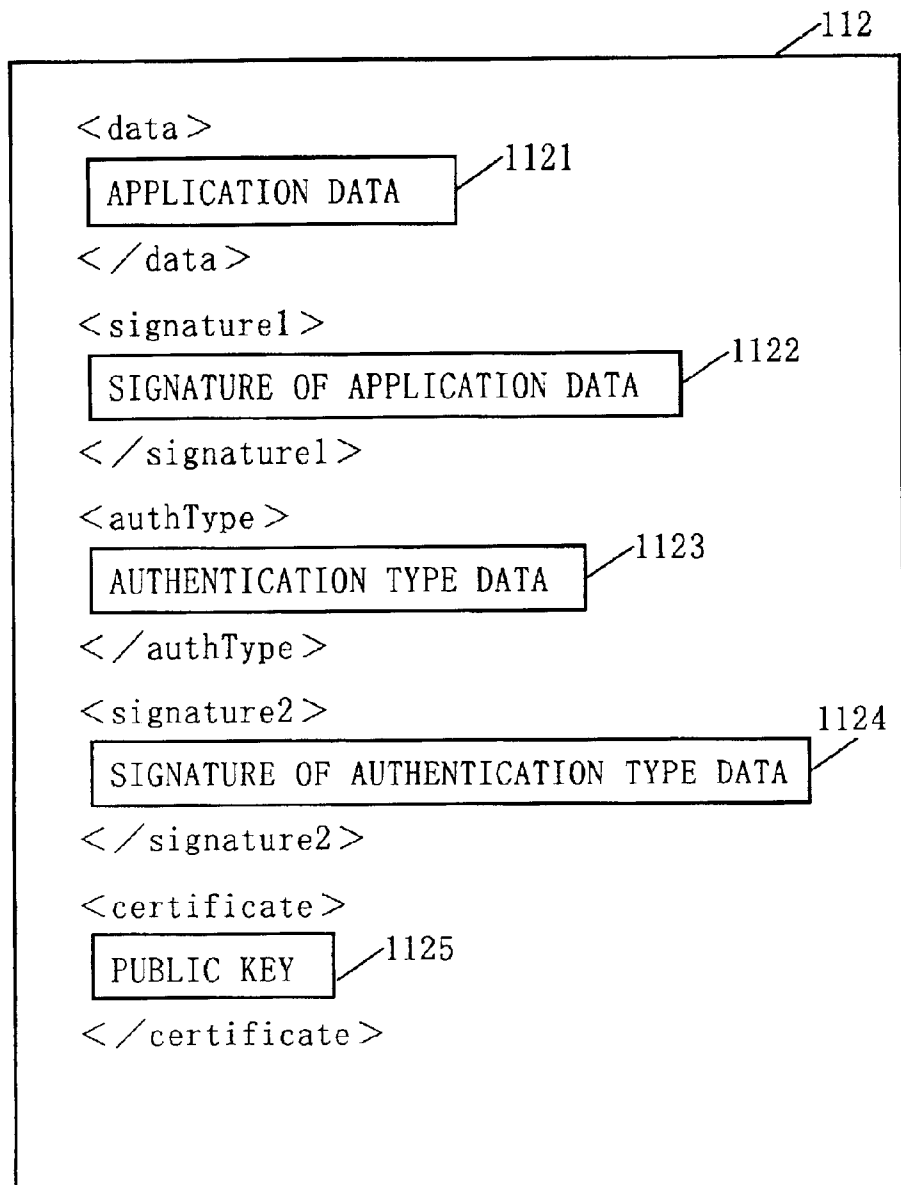 112
<data>
1121
APPLICATION DATA
</data>
<signature1>
1122
SIGNATURE OF APPLICATION DATA
</signature1>
<authType>
1123
AUTHENTICATION TYPE DATA
</authType>
<signature2>
1124
SIGNATURE OF AUTHENTICATION TYPE DATA
</signature2>
<certificate>
1125
PUBLIC KEY
</certificate>